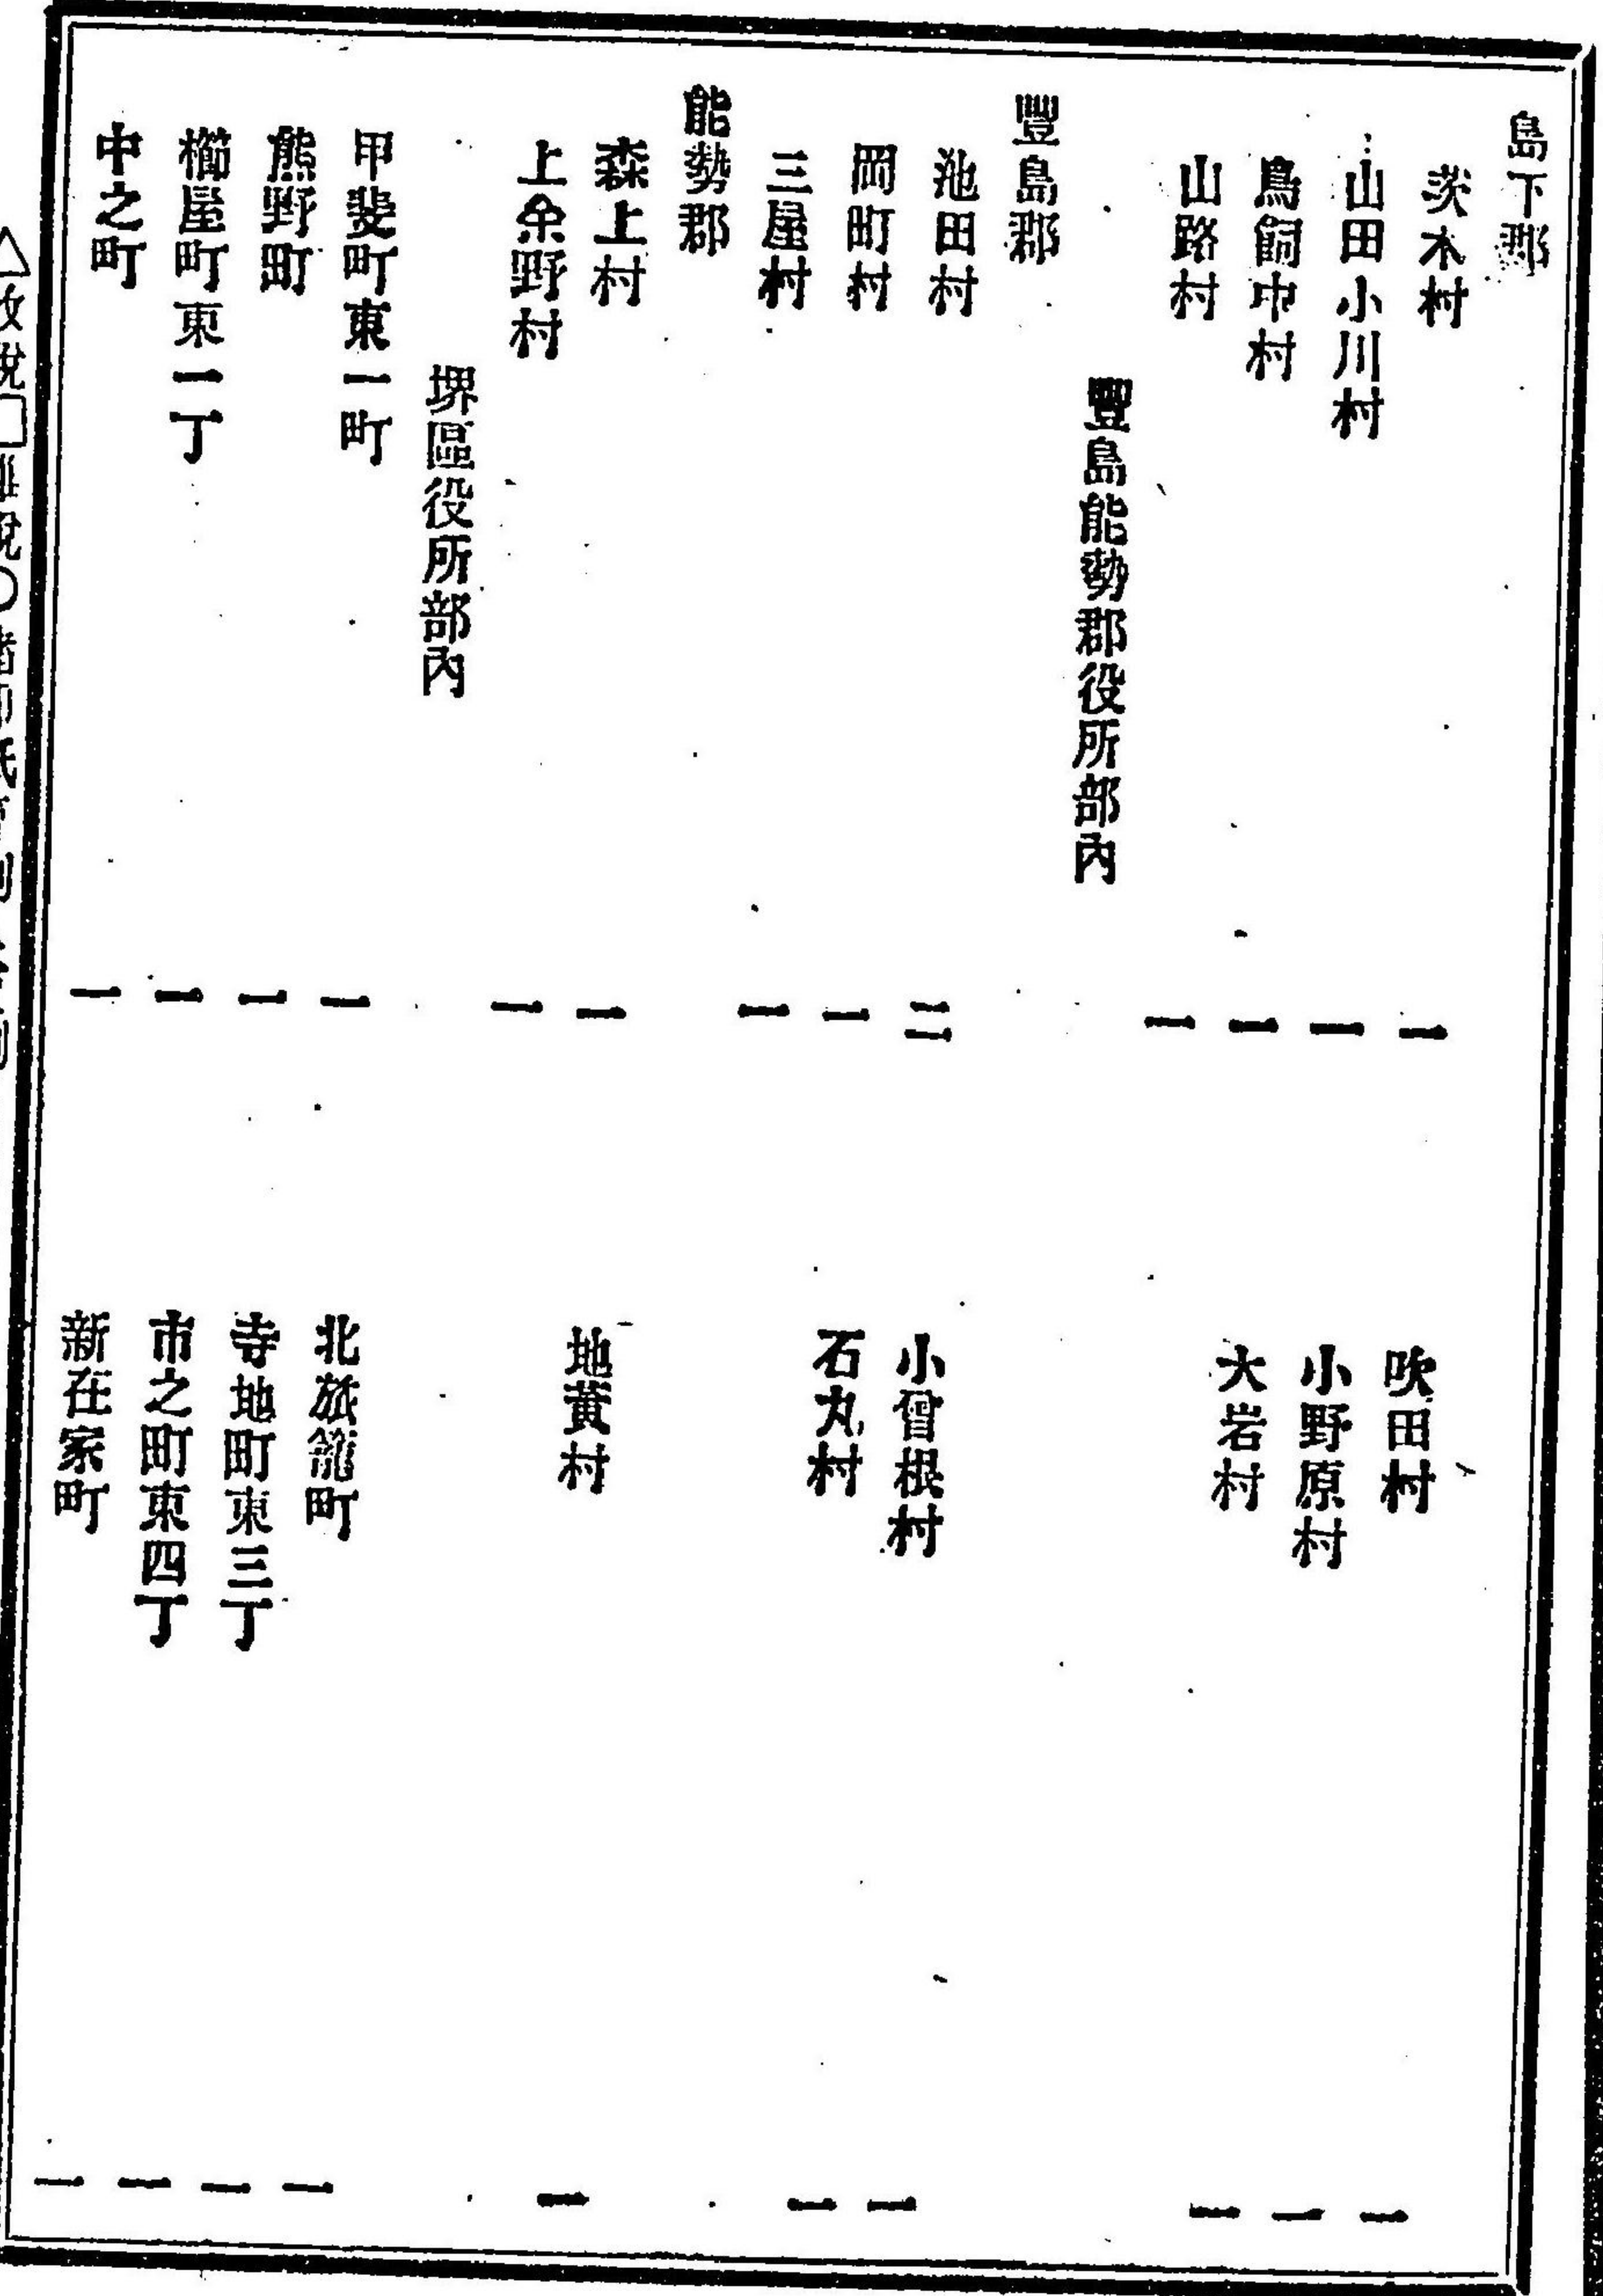 島下郡
茨木村 一 吹田村 一
山田小川村 一 小野原村 一
鳥飼中村 一 大岩村 一
山路村 一
豐島能勢郡役所部內
豐島郡
池田村 二 小曾根村 一
岡町村 一 石丸村 一
三屋村 一
能勢郡
森上村 一 地黃村 一
上余野村 一
堺區役所部內
甲斐町東一町 一 北旅籠町 一
熊野町 一 寺地町東三丁 一
櫛屋町東一丁 一 市之町東四丁 一
中之町 一 新在家町 一